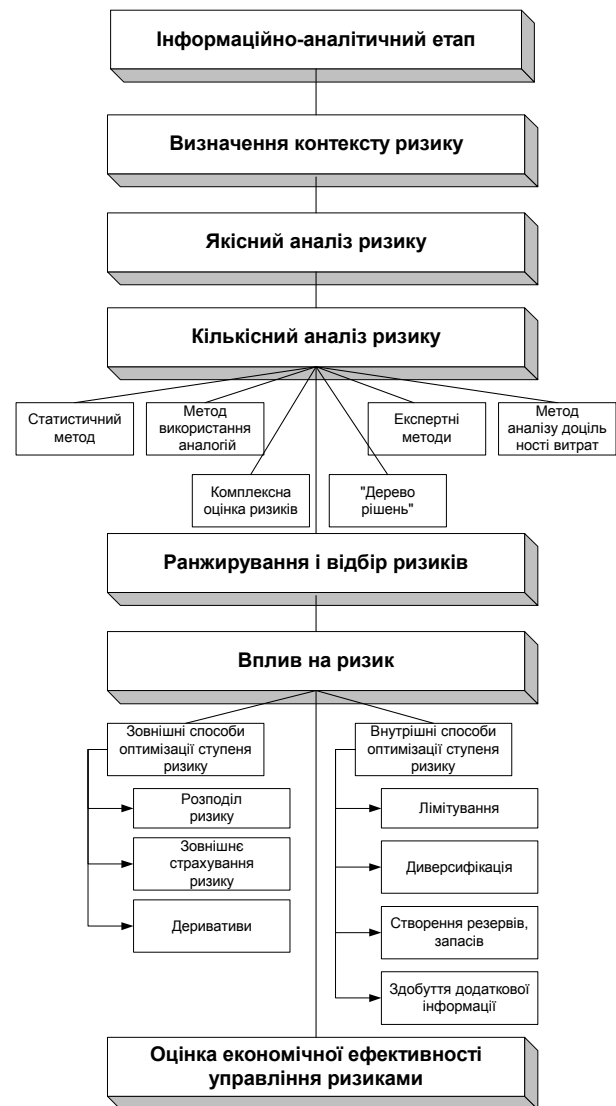 Інформаційно-аналітичний етап
Визначення контексту ризику
Якісний аналіз ризику
Кількісний аналіз ризику
Статистичний
метод
Метод
використання
аналогій
Експертні
методи
Метод
аналізу доціль
ності витрат
Комплексна
оцінка ризиків
"Дерево
рішень"
Ранжирування і відбір ризиків
Вплив на ризик
Зовнішні способи
оптимізації ступеня
ризику
Розподіл
ризику
Зовнішнє
страхування
ризику
Деривативи
Внутрішні способи
оптимізації ступеня
ризику
Лімітування
Диверсифікація
Створення резервів,
запасів
Здобуття додаткової
інформації
Оцінка економічної ефективності
управління ризиками